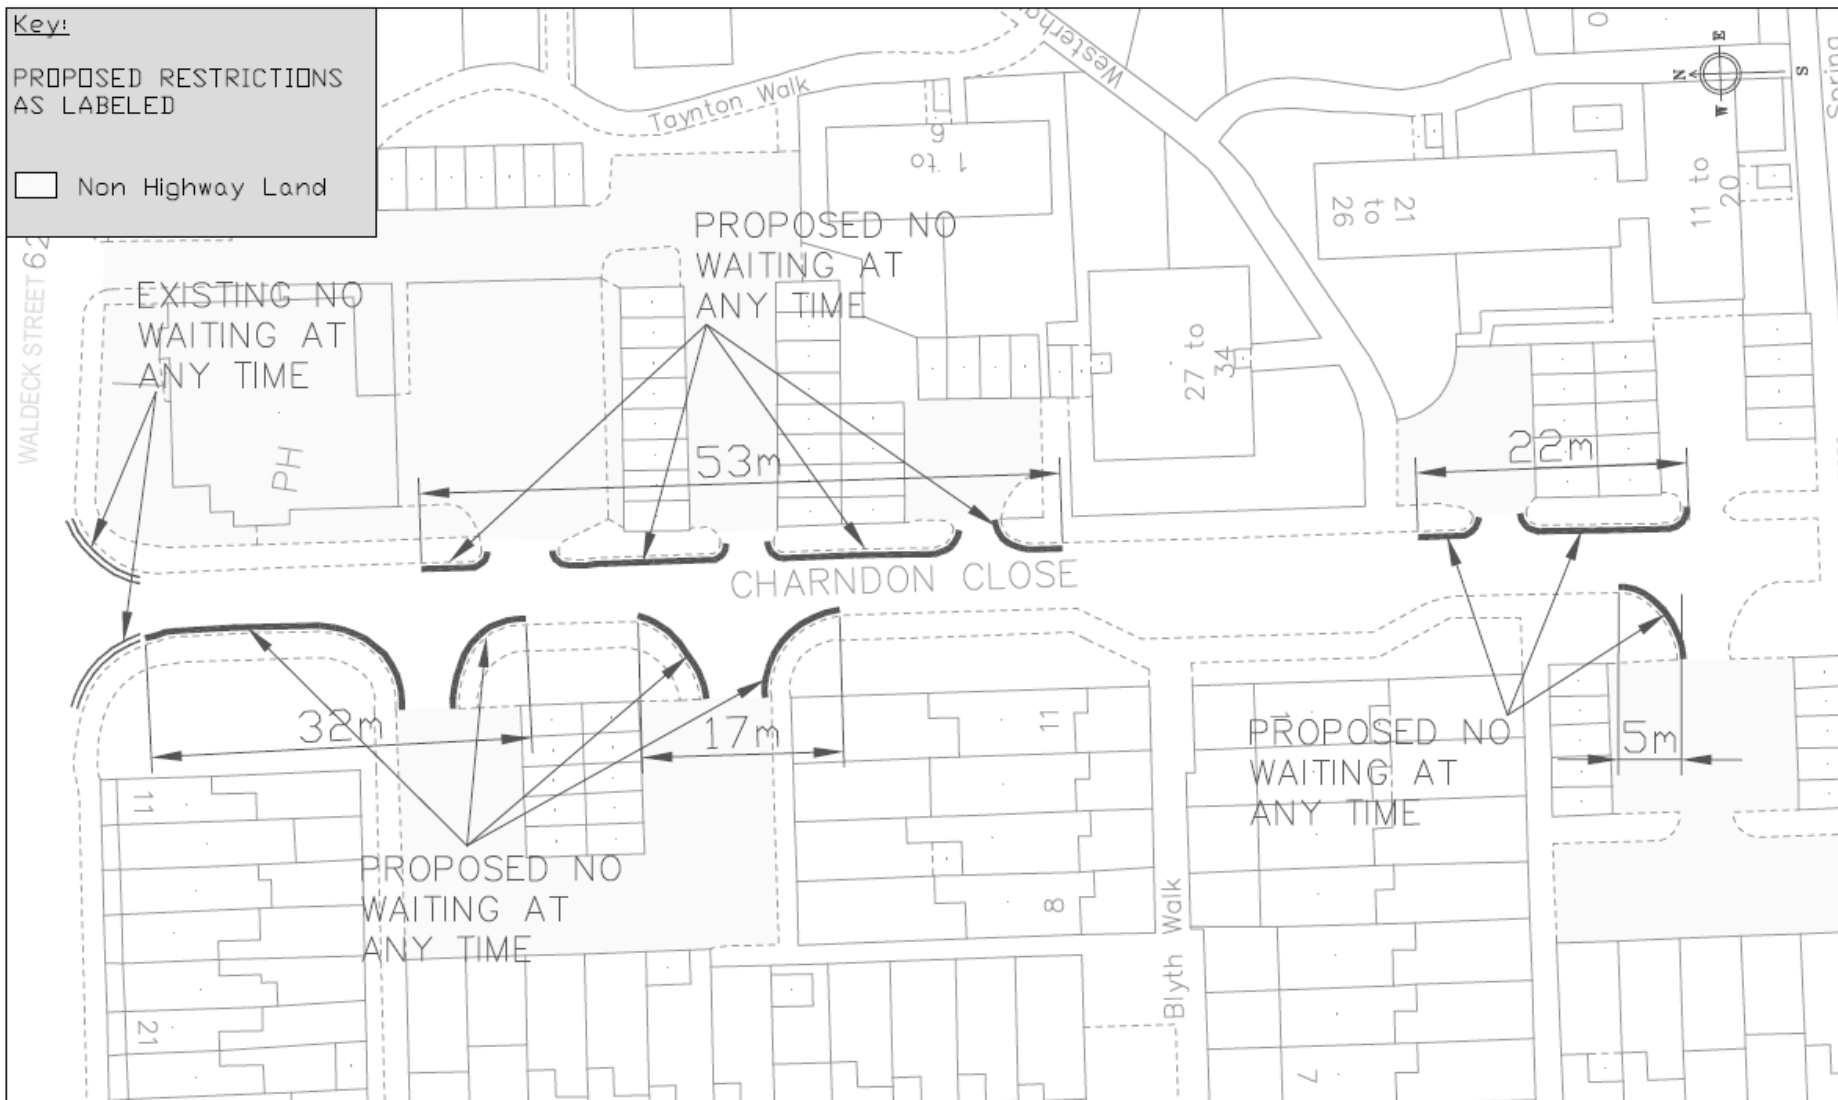 Key:
PROPOSED RESTRICTIONS
AS LABELED
Non Highway Land
Westerha
Taynton Walk
1 to
6
PROPOSED NO
WAITING AT
ANY TIME
EXISTING NO
WAITING AT
ANY TIME
WALDECK STREET 62
PH
53m
27 to
34
21
to
26
11 to
20
0
Spring
E
N
S
W
22m
CHARNDON CLOSE
32m
17m
11
11
21
8
PROPOSED NO
WAITING AT
ANY TIME
PROPOSED NO
WAITING AT
ANY TIME
5m
Blyth Walk
7